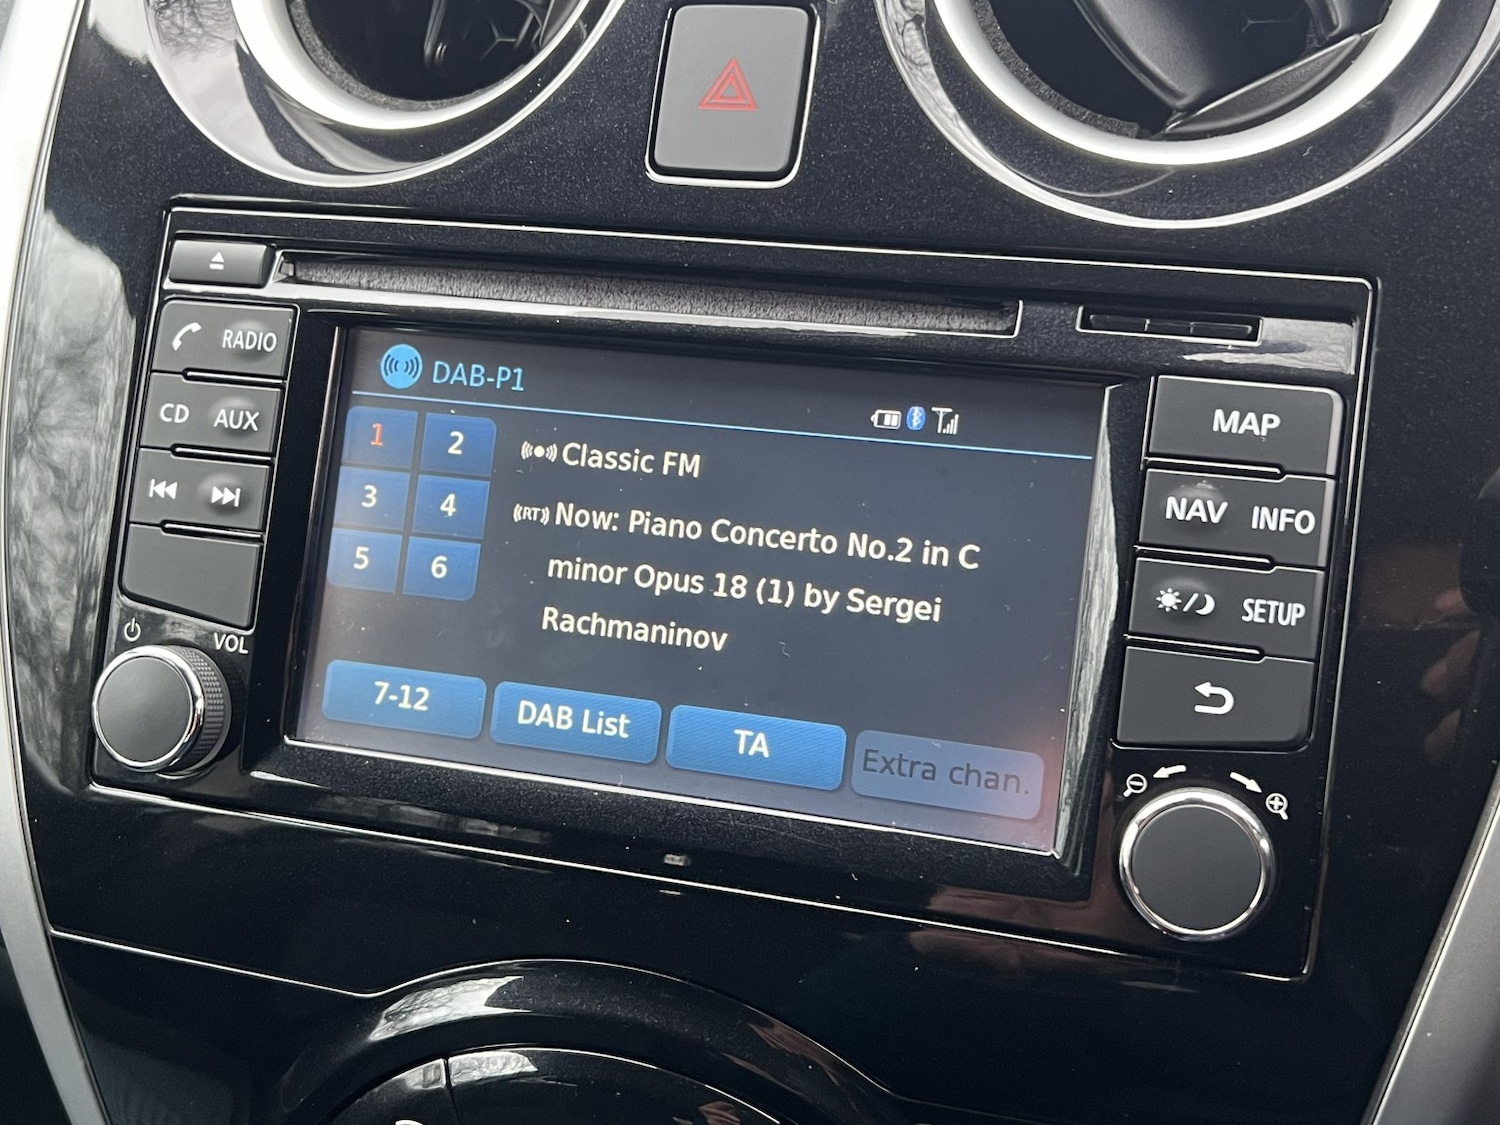 RADIO
CD AUX
VOL
DAB-P1
1 2
3 4
5 6
Classic FM
((RT)) Now: Piano Concerto No.2 in C
minor Opus 18 (1) by Sergei
Rachmaninov
7-12 DAB List TA Extra chan.
MAP
NAV INFO
SETUP